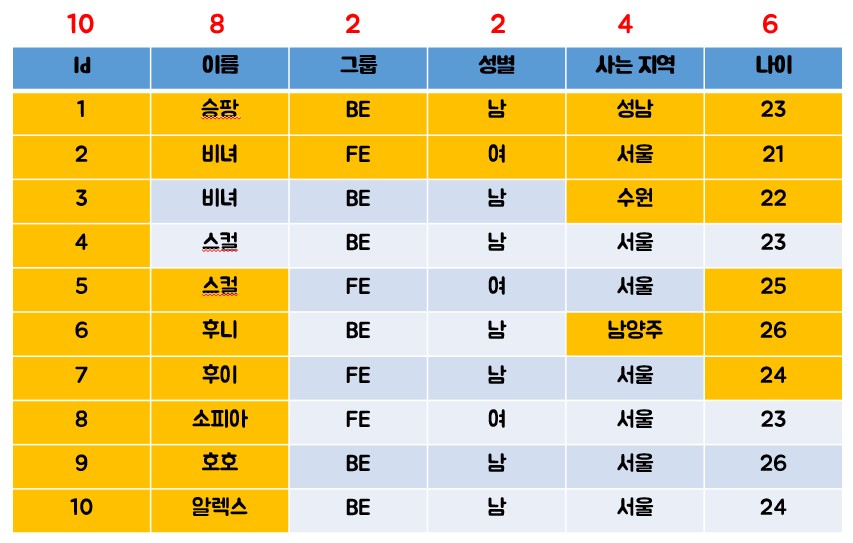 10 8 2 2 4 6
Id 이름 그룹 성별 사는 지역 나이
1 승팡 BE 남 성남 23
2 비녀 FE 여 서울 21
3 비녀 BE 남 수원 22
4 스컬 BE 남 서울 23
5 스컬 FE 여 서울 25
6 후니 BE 남 남양주 26
7 후이 FE 남 서울 24
8 소피아 FE 여 서울 23
9 호호 BE 남 서울 26
10 알렉스 BE 남 서울 24